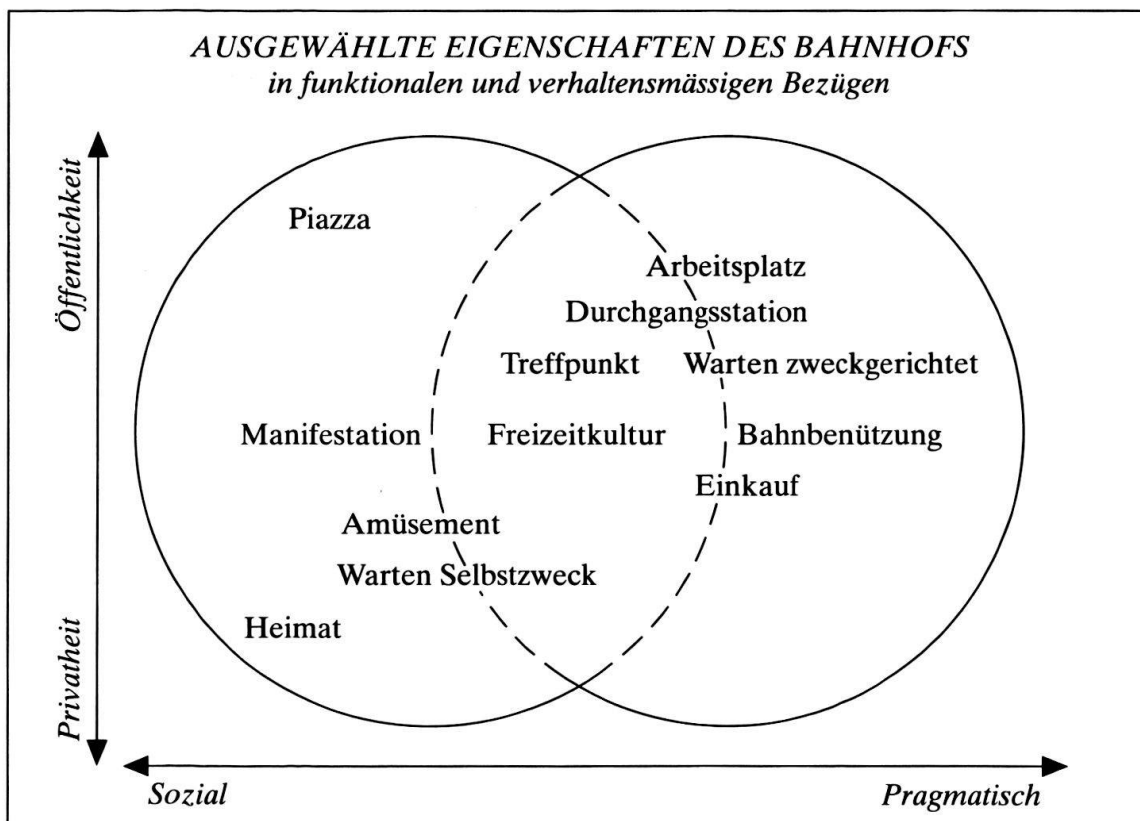 AUSGEWÄHLTE EIGENSCHAFTEN DES BAHNHOFS
in funktionalen und verhaltensmässigen Bezügen
Öffentlichkeit
Piazza
Arbeitsplatz
Durchgangsstation
Treffpunkt
Warten zweckgerichtet
Manifestation
Freizeitkultur
Bahnbenützung
Einkauf
Amüsement
Warten Selbstzweck
Heimat
Privatheit
Sozial
Pragmatisch